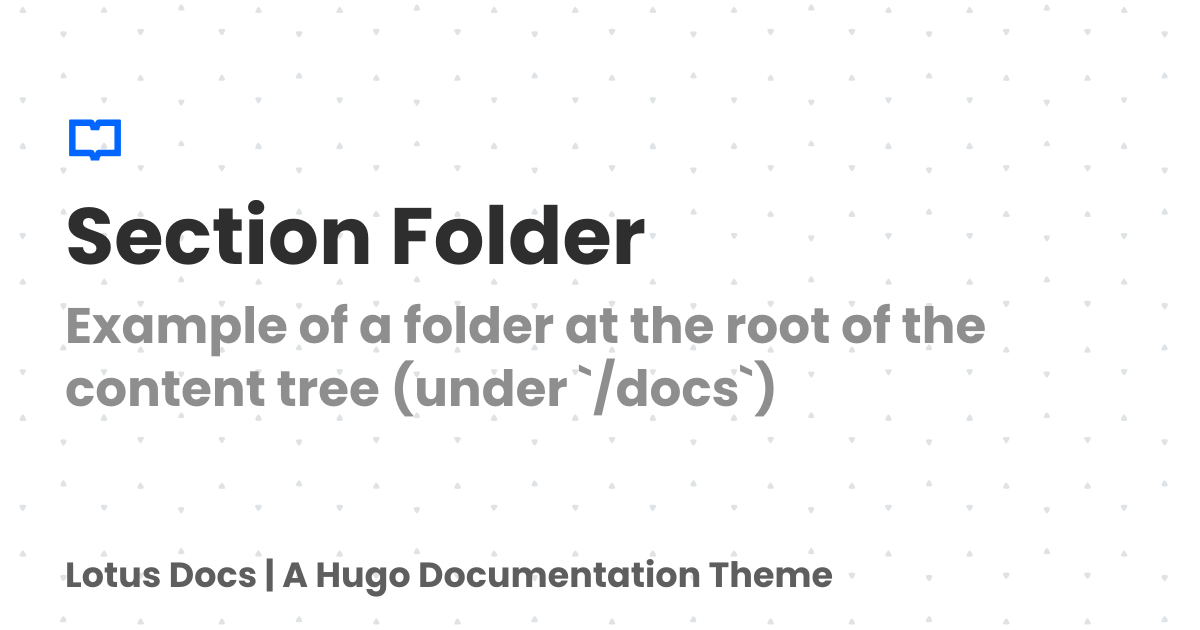 Section Folder
Example of a folder at the root of the
content tree (under `/docs`)
Lotus Docs | A Hugo Documentation Theme